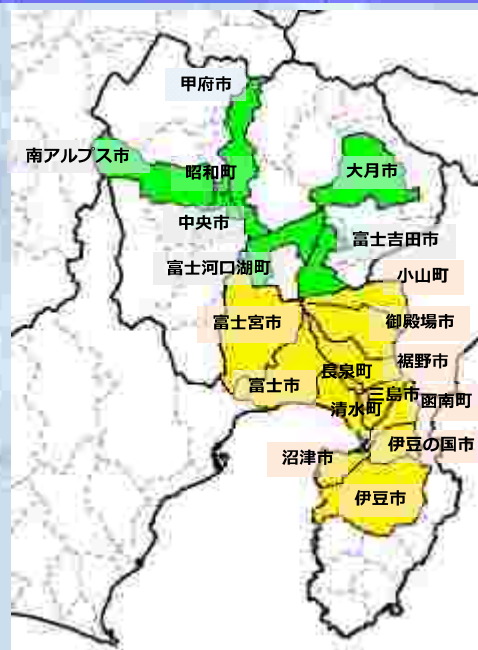 甲府市
南アルプス市
昭和町
大月市
中央市
富士吉田市
富士河口湖町
小山町
富士宮市
御殿場市
裾野市
長泉町
富士市
三島市
清水町
函南町
伊豆の国市
沼津市
伊豆市